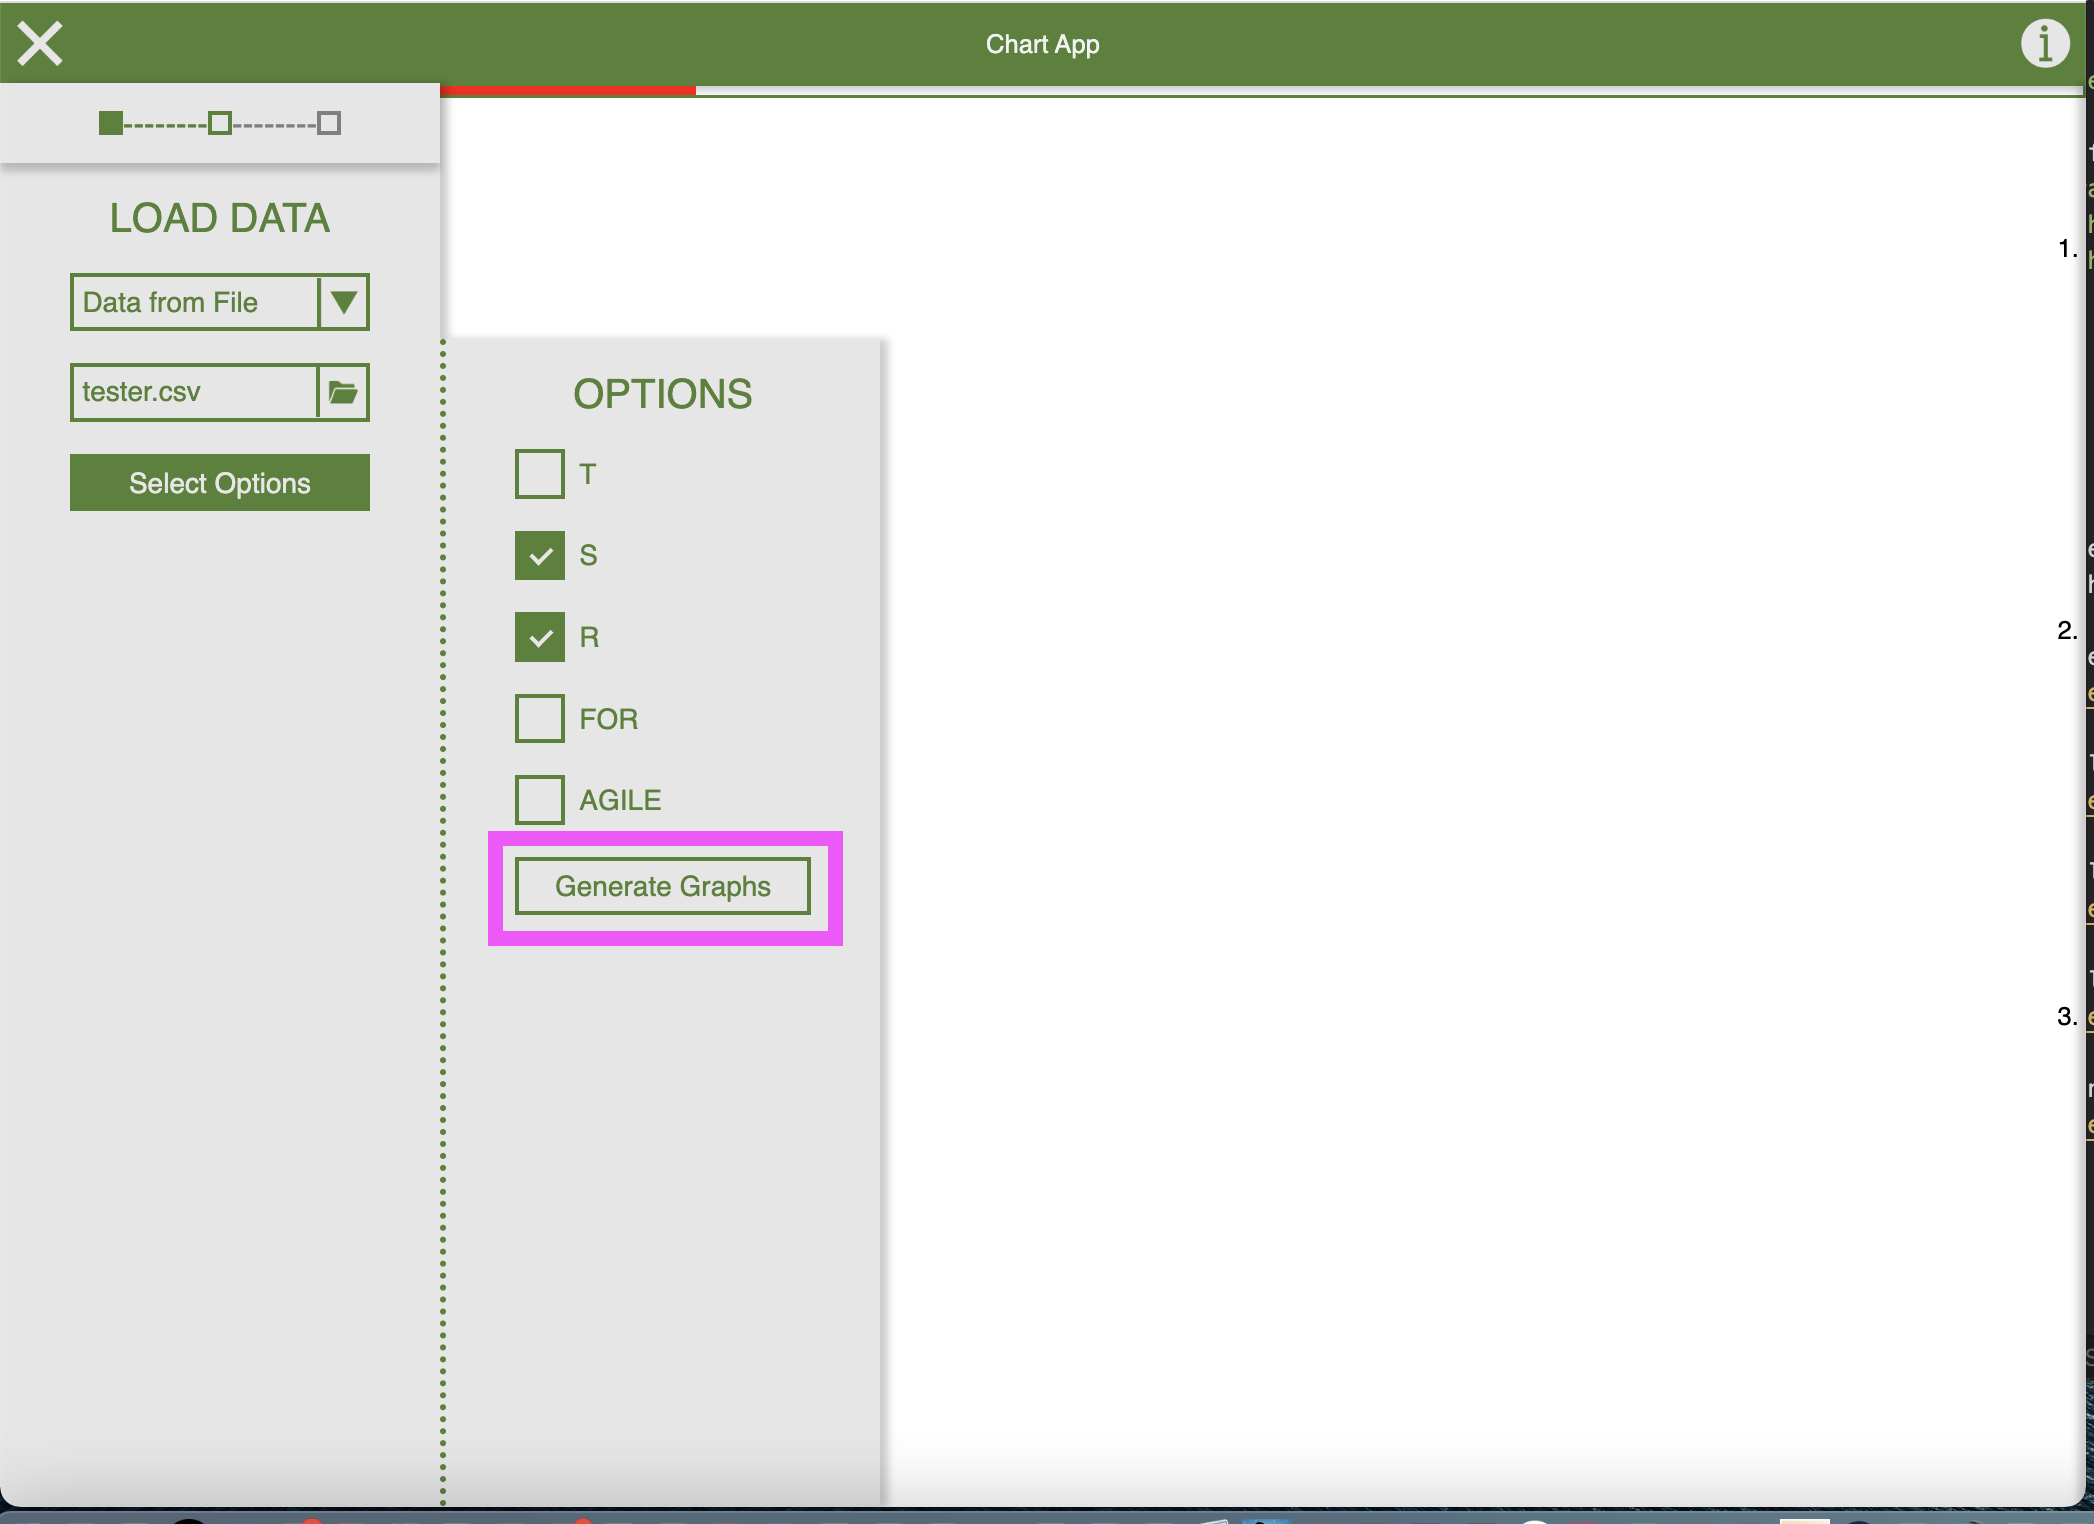 Chart App
LOAD DATA
Data from File
tester.csv
Select Options
OPTIONS
T
S
R
FOR
AGILE
Generate Graphs
1.
2.
3.